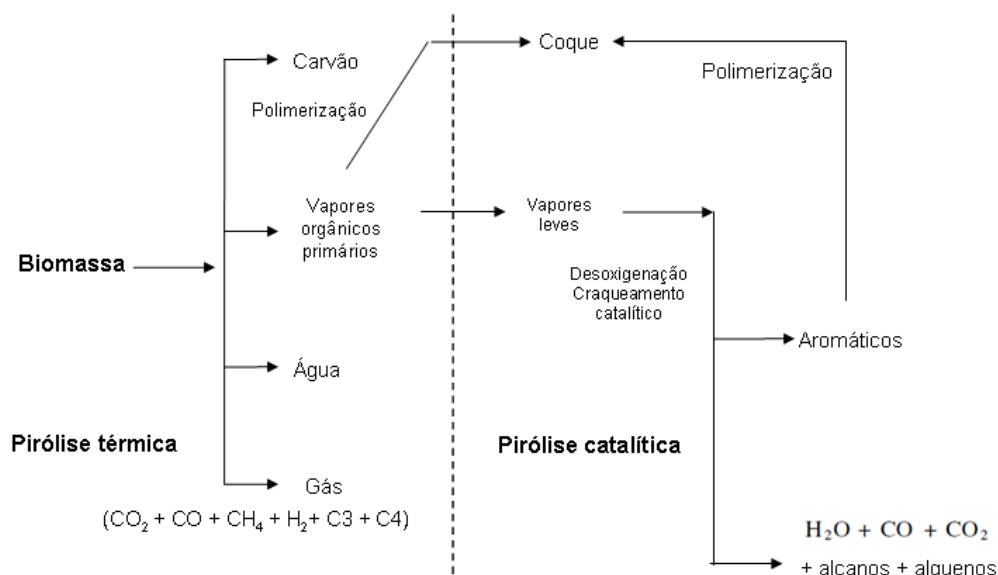 Coque
Carvão
Polimerização
Polimerização
Vapores
orgânicos
primários
Vapores
leves
Biomassa
Desoxigenação
Craqueamento
catalítico
Aromáticos
Água
Pirólise térmica
Pirólise catalítica
Gás
(CO₂ + CO + CH₄ + H₂+ C3 + C4)
H₂O + CO + CO₂
+ alcanos + alquenos